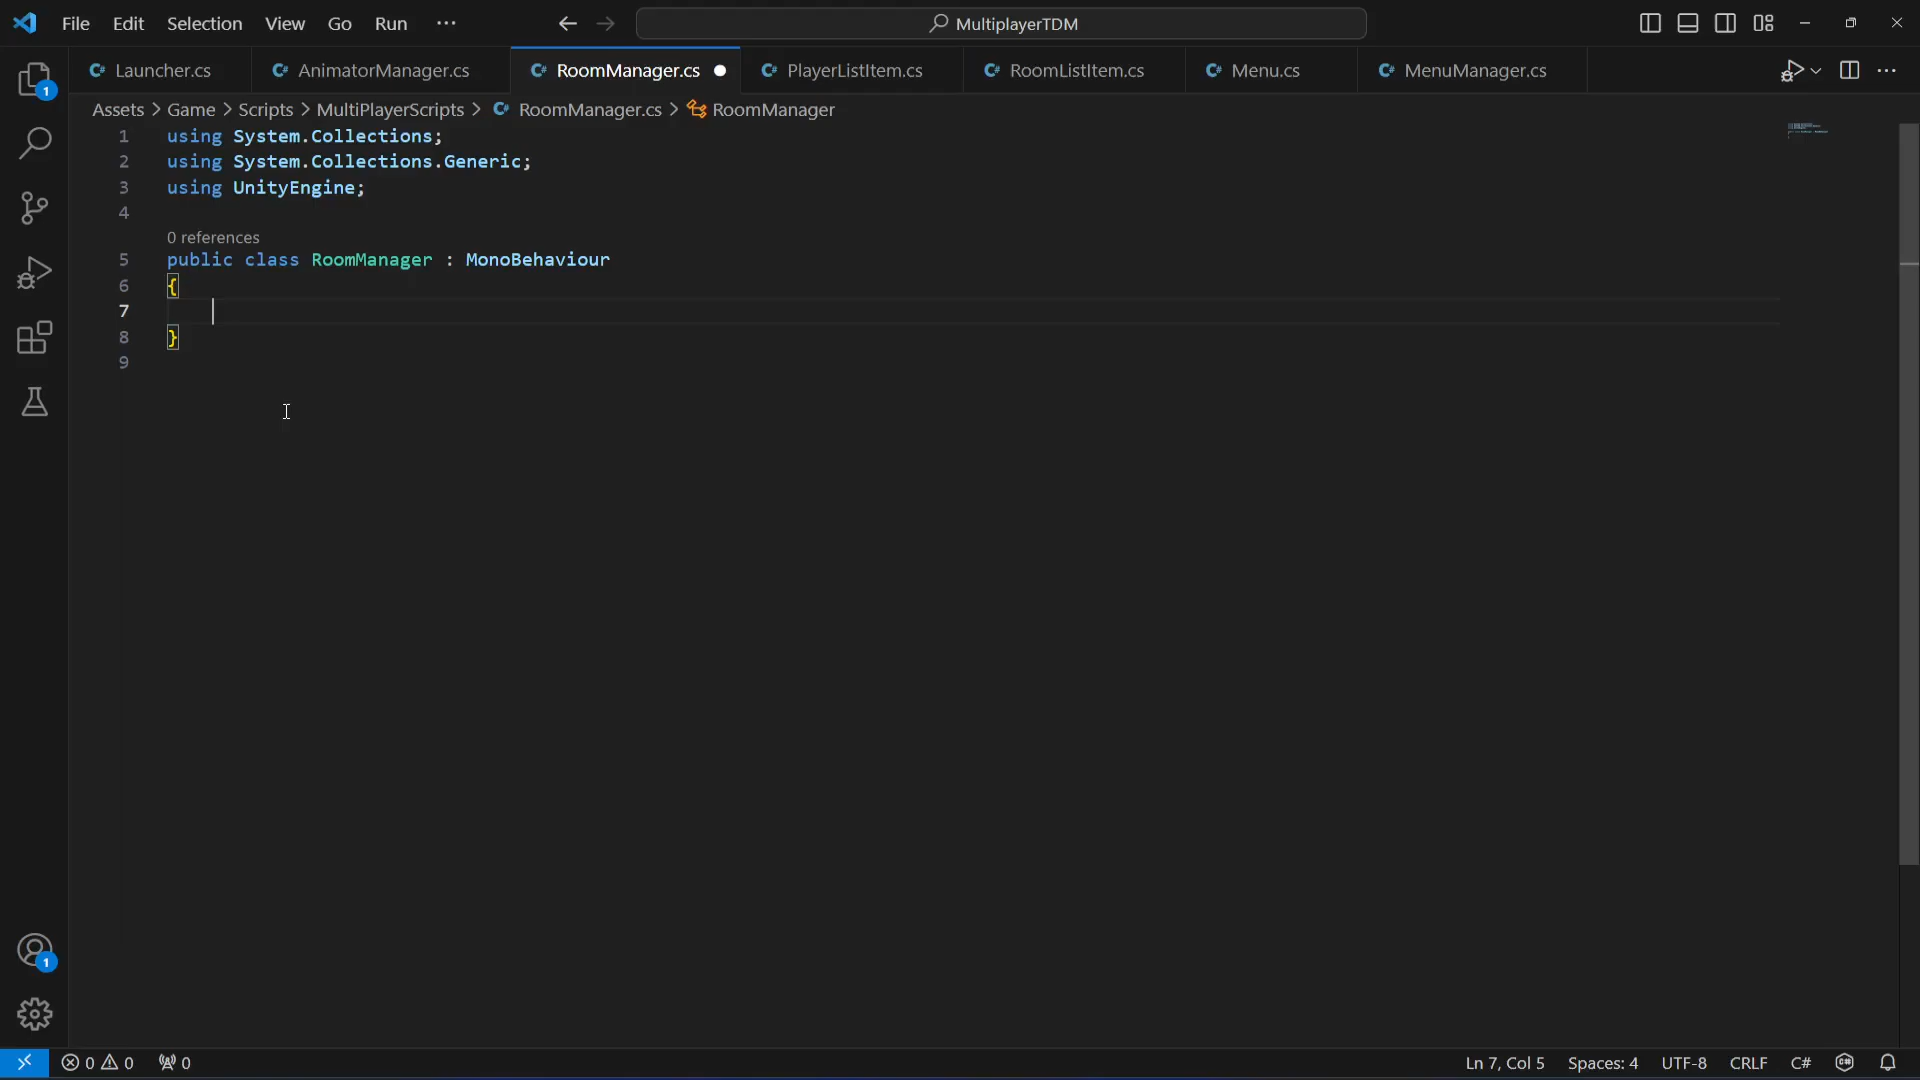 File Edit Selection View Go Run ··· MultiplayerTDM
Launcher.cs AnimatorManager.cs RoomManager.cs PlayerListItem.cs RoomListItem.cs Menu.cs MenuManager.cs
Assets > Game > Scripts > MultiPlayerScripts > RoomManager.cs > RoomManager
1 using System.Collections;
2 using System.Collections.Generic;
3 using UnityEngine;
4
0 references
5 public class RoomManager : MonoBehaviour
6 {
7
8 }
9
1
1
0 0 0 Ln 7, Col 5 Spaces: 4 UTF-8 CRLF C#